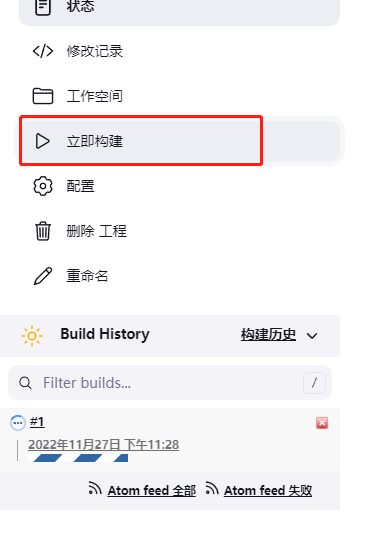 状态
修改记录
工作空间
立即构建
配置
删除 工程
重命名
Build History 构建历史
Filter builds... /
#1
2022年11月27日 下午11:28
Atom feed 全部 Atom feed 失败